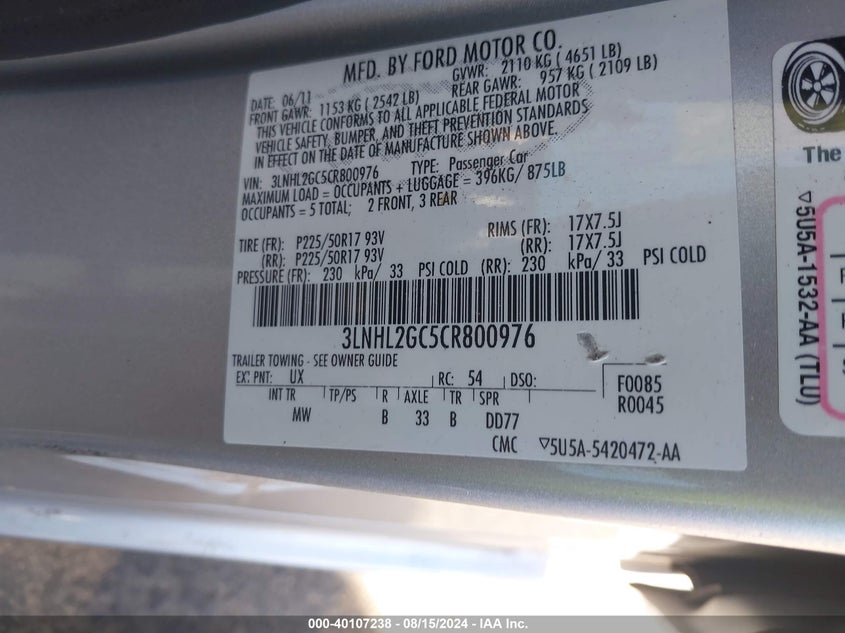 MFD. BY FORD MOTOR CO.
DATE: 06/11 GVWR: 2110 KG ( 4651 LB)
FRONT GAWR: 1153 KG ( 2542 LB) REAR GAWR: 957 KG ( 2109 LB)
THIS VEHICLE CONFORMS TO ALL APPLICABLE FEDERAL MOTOR
VEHICLE SAFETY, BUMPER, AND THEFT PREVENTION STANDARDS
IN EFFECT ON THE DATE OF MANUFACTURE SHOWN ABOVE.
VIN: 3LNHL2GC5CR800976 TYPE: Passenger Car
MAXIMUM LOAD = OCCUPANTS + LUGGAGE = 396KG/ 875LB
OCCUPANTS = 5 TOTAL; 2 FRONT, 3 REAR
TIRE (FR): P225/50R17 93V RIMS (FR): 17X7.5J
(RR): P225/50R17 93V (RR): 17X7.5J
PRESSURE (FR): 230 kPa/ 33 PSI COLD (RR): 230 kPa/ 33 PSI COLD
3LNHL2GC5CR800976
TRAILER TOWING - SEE OWNER GUIDE
EXT PNT: UX RC: 54 DSO: F0085
R0045
INT TR TP/PS R AXLE TR SPR
MW B 33 B DD77
CMC ▽5U5A-5420472-AA
The
▽5U5A-1532-AA (TLU)
000-40107238 - 08/15/2024 - IAA Inc.